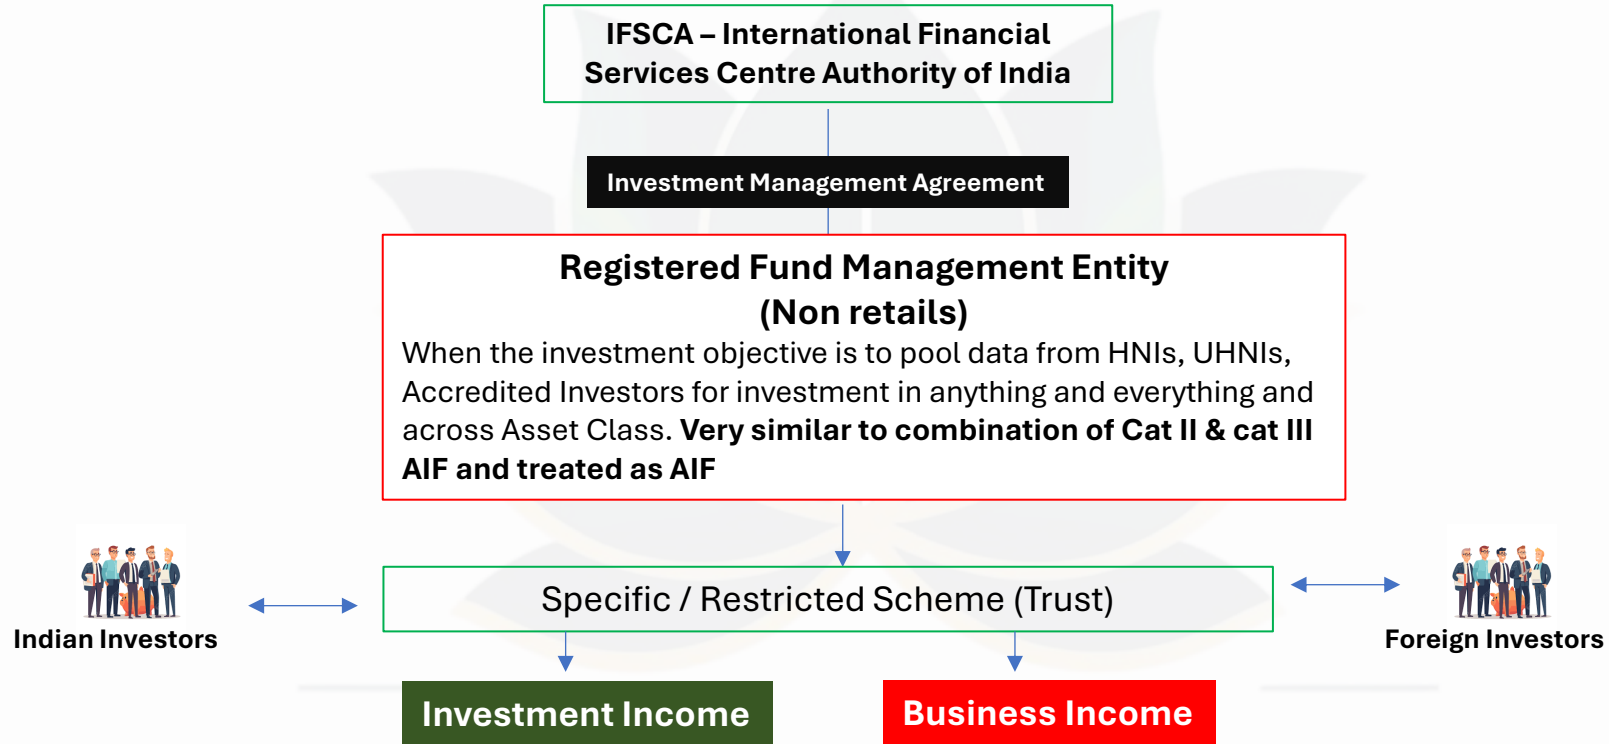 IFSCA – International Financial
Services Centre Authority of India
Investment Management Agreement
Registered Fund Management Entity
(Non retails)
When the investment objective is to pool data from HNIs, UHNIs,
Accredited Investors for investment in anything and everything and
across Asset Class. Very similar to combination of Cat II & cat III
AIF and treated as AIF
Specific / Restricted Scheme (Trust)
Indian Investors
Foreign Investors
Investment Income
Business Income